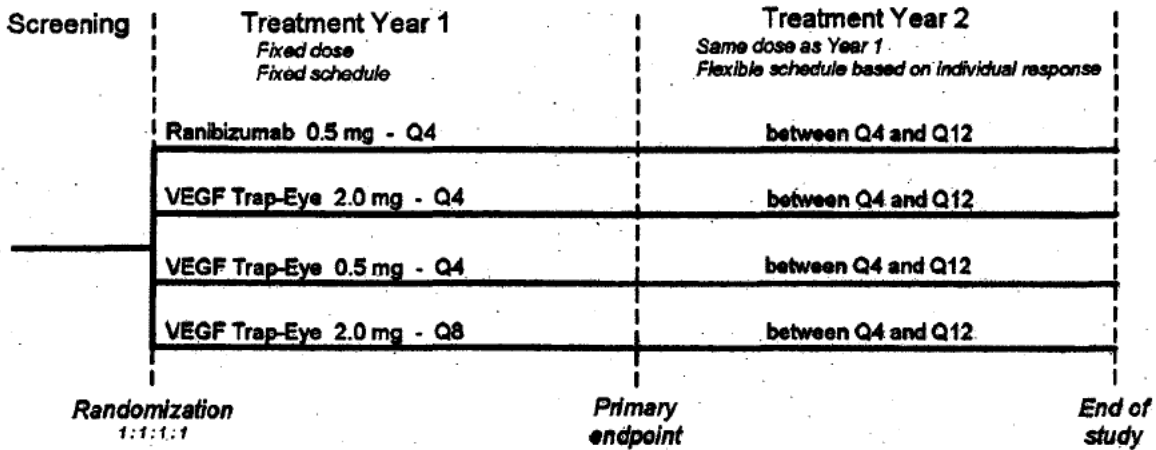 Screening
Treatment Year 1
Fixed dose
Fixed schedule
Treatment Year 2
Same dose as Year 1
Flexible schedule based on individual response
Ranibizumab 0.5 mg - Q4
between Q4 and Q12
VEGF Trap-Eye 2.0 mg - Q4
between Q4 and Q12
VEGF Trap-Eye 0.5 mg - Q4
between Q4 and Q12
VEGF Trap-Eye 2.0 mg - Q8
between Q4 and Q12
Randomization
1:1:1:1
Primary
endpoint
End of
study